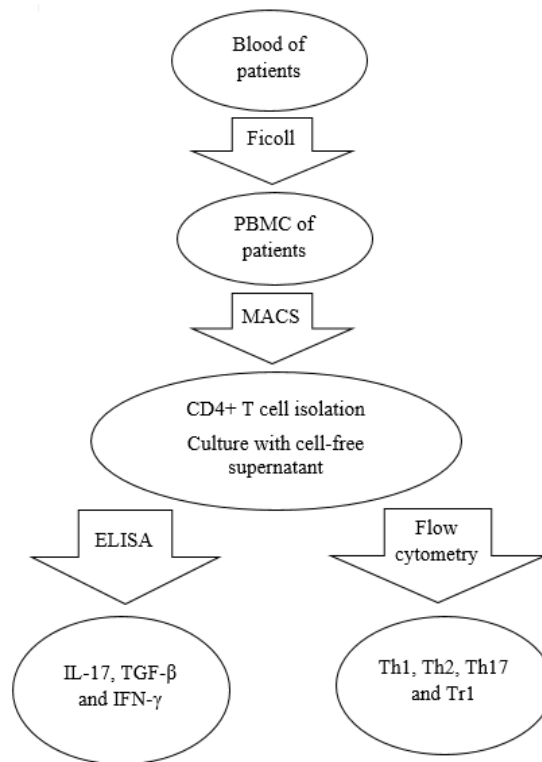 Blood of
patients
Ficoll
PBMC of
patients
MACS
CD4+ T cell isolation
Culture with cell-free
supernatant
ELISA
Flow
cytometry
IL-17, TGF-β
and IFN-γ
Th1, Th2, Th17
and Tr1